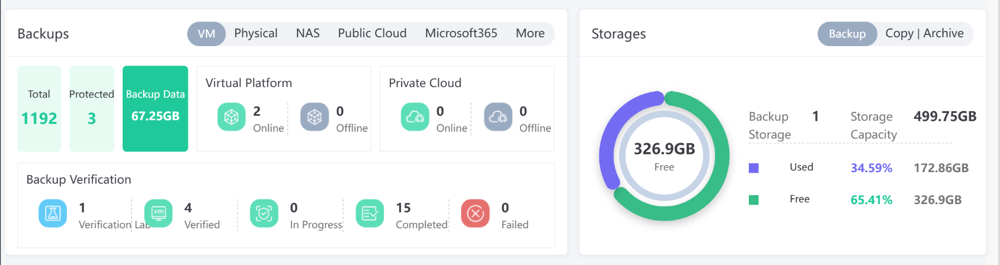 Backups
VM Physical NAS Public Cloud Microsoft365 More
Total
1192
Protected
3
Backup Data
67.25GB
Virtual Platform
2
Online
0
Offline
Private Cloud
0
Online
0
Offline
Backup Verification
1
Verification Lab
vm
4
Verified
0
In Progress
15
Completed
0
Failed
Storages
Backup Copy | Archive
326.9GB
Free
Backup
Storage
1
Storage
Capacity
499.75GB
Used 34.59% 172.86GB
Free 65.41% 326.9GB